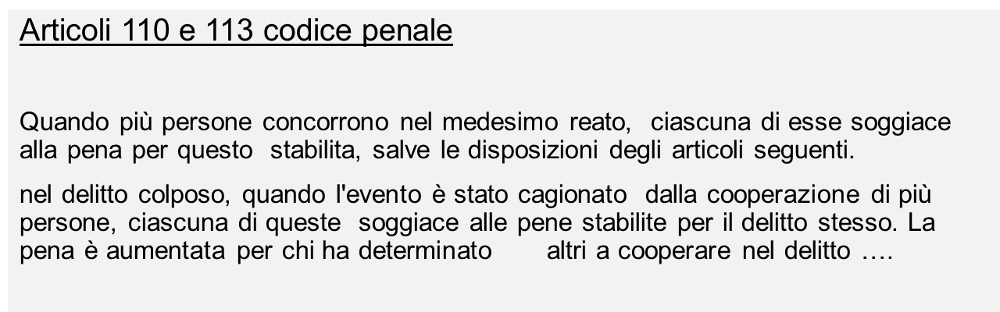 Articoli 110 e 113 codice penale
Quando più persone concorrono nel medesimo reato, ciascuna di esse soggiace
alla pena per questo stabilita, salve le disposizioni degli articoli seguenti.
nel delitto colposo, quando l'evento è stato cagionato dalla cooperazione di più
persone, ciascuna di queste soggiace alle pene stabilite per il delitto stesso. La
pena è aumentata per chi ha determinato altri a cooperare nel delitto ….